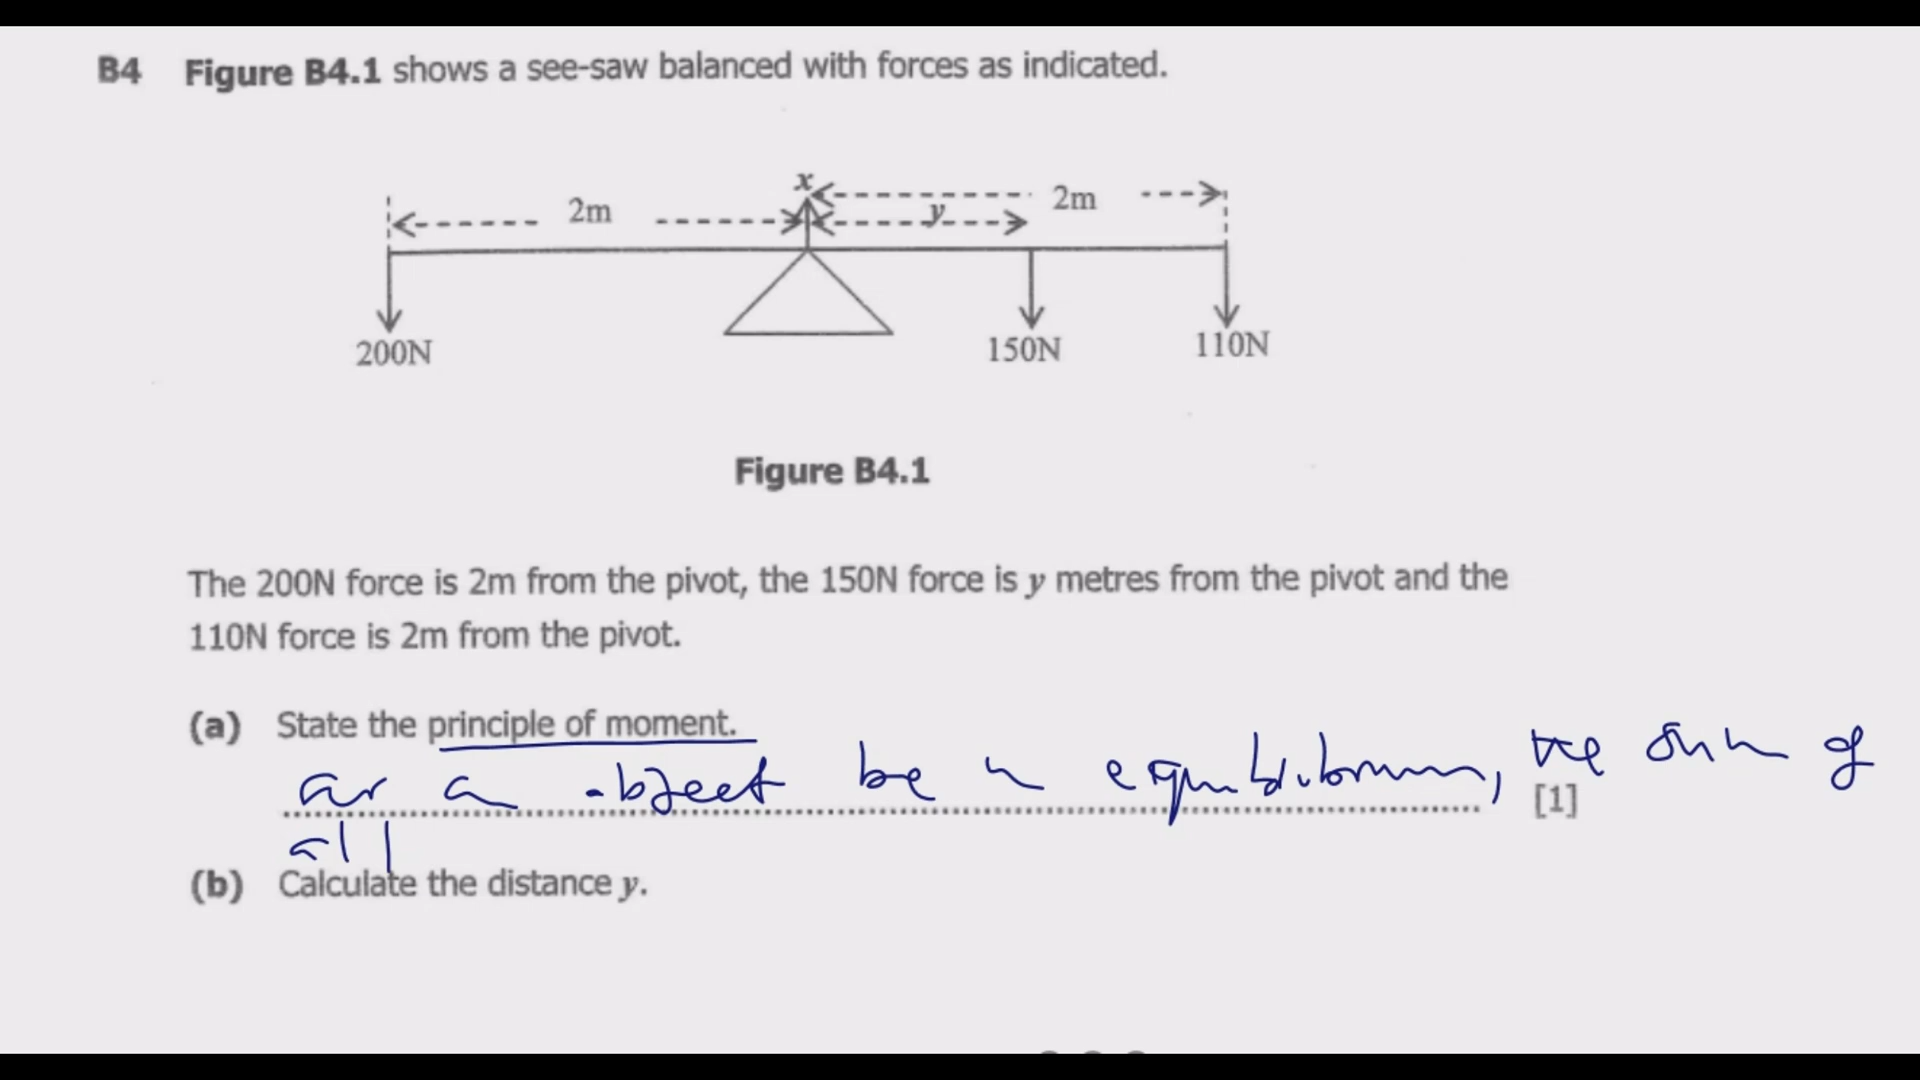 B4 Figure B4.1 shows a see-saw balanced with forces as indicated.
x
2m 2m
y
200N 150N 110N
Figure B4.1
The 200N force is 2m from the pivot, the 150N force is y metres from the pivot and the
110N force is 2m from the pivot.
(a) State the principle of moment.
a object be in equilibrium, the sum of
[1]
all
(b) Calculate the distance y.